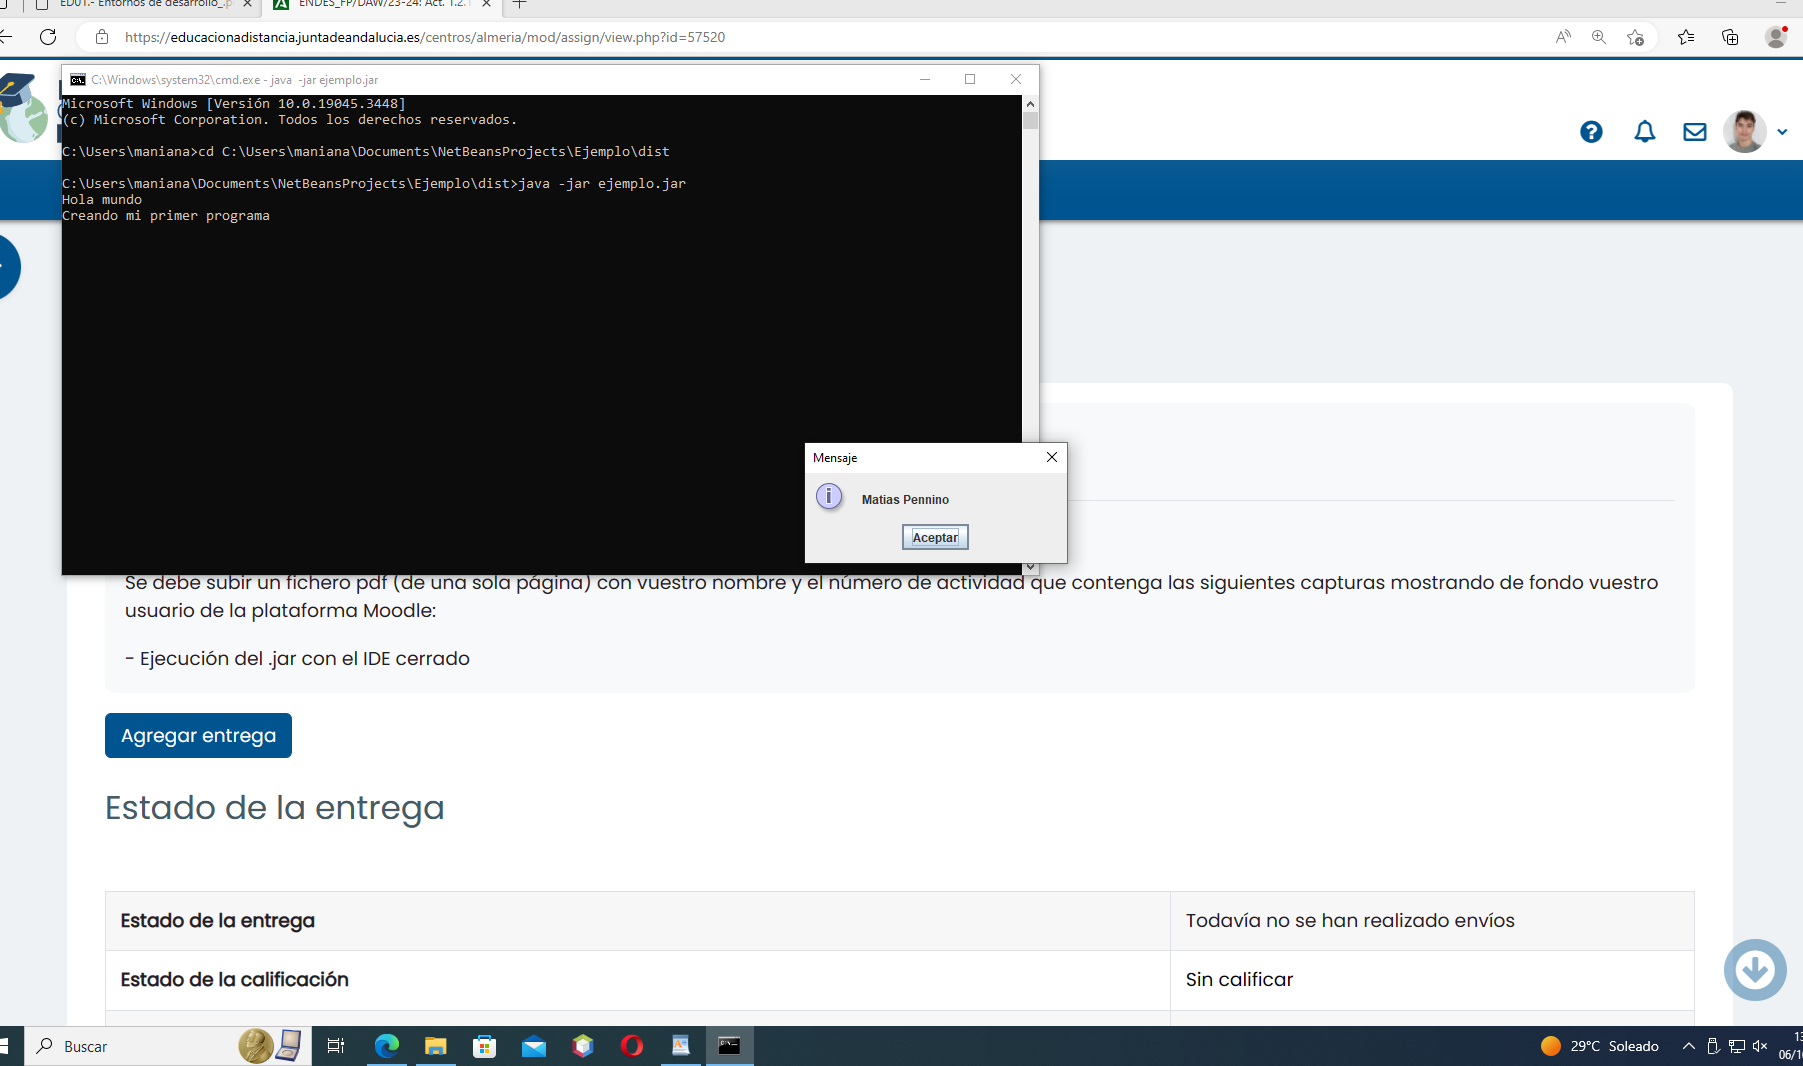 ED01.- Entornos de desarrollo_.p
ENDES_FP/DAW/23-24: Act. 1.2.1
https://educacionadistancia.juntadeandalucia.es/centros/almeria/mod/assign/view.php?id=57520
C:\Windows\system32\cmd.exe - java -jar ejemplo.jar
Microsoft Windows [Versión 10.0.19045.3448]
(c) Microsoft Corporation. Todos los derechos reservados.
C:\Users\maniana>cd C:\Users\maniana\Documents\NetBeansProjects\Ejemplo\dist
C:\Users\maniana\Documents\NetBeansProjects\Ejemplo\dist>java -jar ejemplo.jar
Hola mundo
Creando mi primer programa
Mensaje
Matias Pennino
Aceptar
Se debe subir un fichero pdf (de una sola página) con vuestro nombre y el número de actividad que contenga las siguientes capturas mostrando de fondo vuestro
usuario de la plataforma Moodle:
- Ejecución del .jar con el IDE cerrado
Agregar entrega
Estado de la entrega
Estado de la entrega
Todavía no se han realizado envíos
Estado de la calificación
Sin calificar
Buscar
29°C Soleado
13
06/1